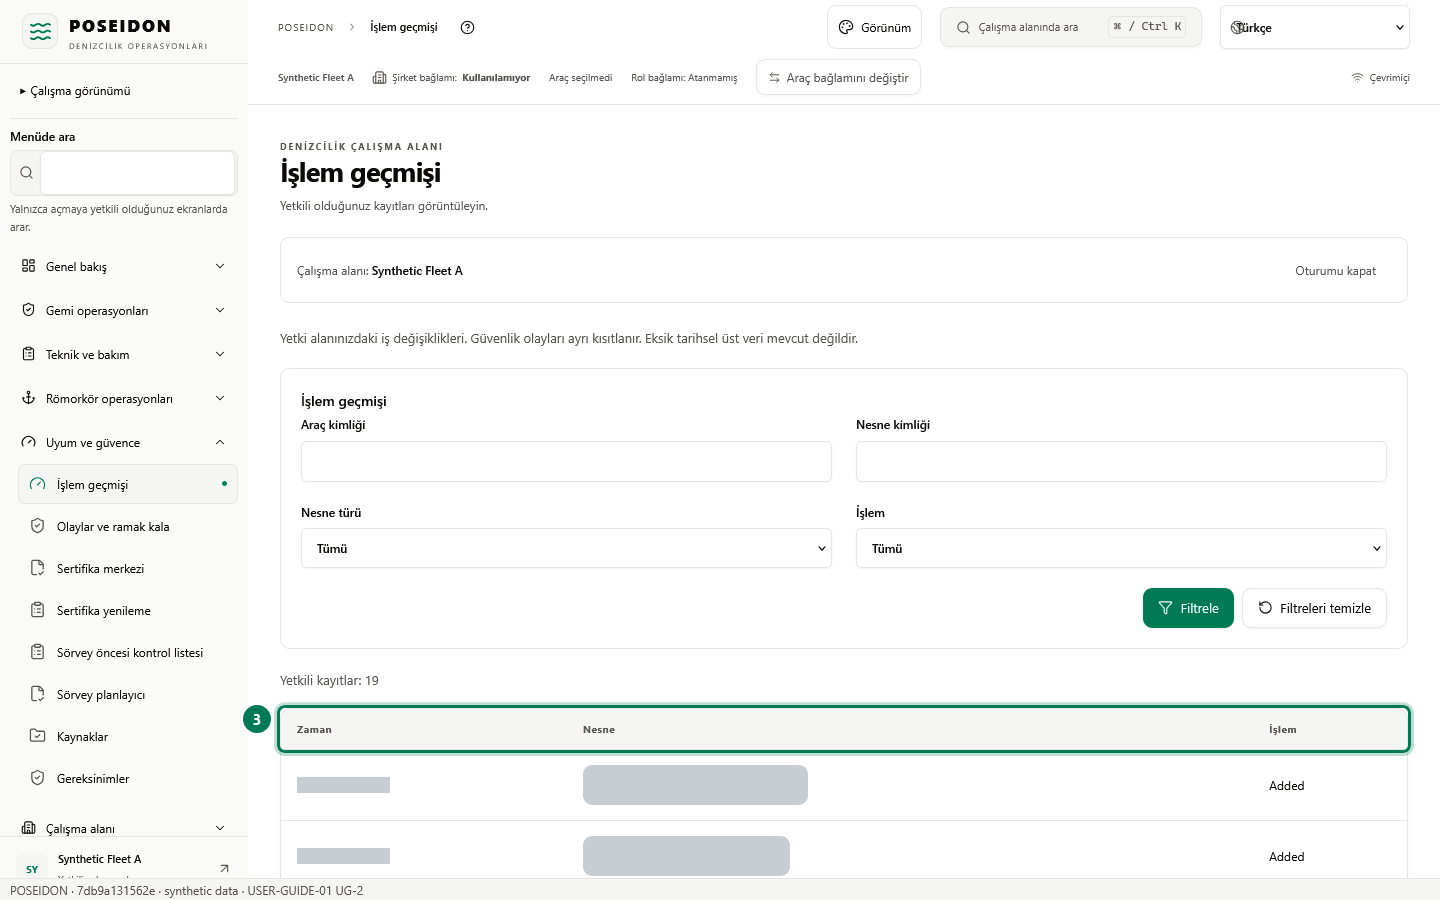 POSEIDON
DENİZCİLİK OPERASYONLARI
Çalışma görünümü
Menüde ara
Yalnızca açmaya yetkili olduğunuz ekranlarda
arar.
Genel bakış
Gemi operasyonları
Teknik ve bakım
Römorkör operasyonları
Uyum ve güvence
İşlem geçmişi
Olaylar ve ramak kala
Sertifika merkezi
Sertifika yenileme
Sörvey öncesi kontrol listesi
Sörvey planlayıcı
Kaynaklar
Gereksinimler
Çalışma alanı
SY
Synthetic Fleet A
POSEIDON
İşlem geçmişi
Görünüm
Çalışma alanında ara
⌘ / Ctrl K
Türkçe
Synthetic Fleet A
Şirket bağlamı: Kullanılamıyor
Araç seçilmedi
Rol bağlamı: Atanmamış
Araç bağlamını değiştir
Çevrimiçi
DENİZCİLİK ÇALIŞMA ALANI
İşlem geçmişi
Yetkili olduğunuz kayıtları görüntüleyin.
Çalışma alanı: Synthetic Fleet A
Oturumu kapat
Yetki alanınızdaki iş değişiklikleri. Güvenlik olayları ayrı kısıtlanır. Eksik tarihsel üst veri mevcut değildir.
İşlem geçmişi
Araç kimliği
Nesne kimliği
Nesne türü
İşlem
Tümü
Tümü
Filtrele
Filtreleri temizle
Yetkili kayıtlar: 19
3
Zaman
Nesne
İşlem
Added
Added
POSEIDON · 7db9a131562e · synthetic data · USER-GUIDE-01 UG-2